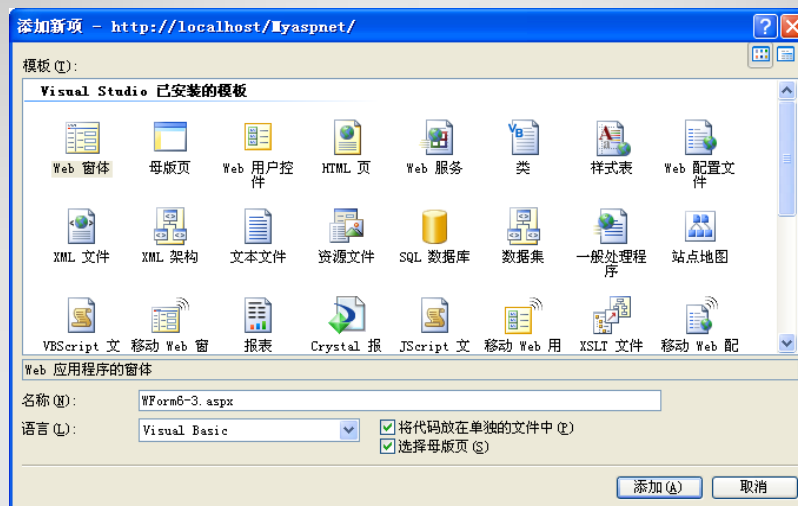 添加新项 - http://localhost/Myaspnet/
模板(T):
Visual Studio 已安装的模板
Web 窗体 母版页 Web 用户控件 HTML 页 Web 服务 类 样式表 Web 配置文件
XML 文件 XML 架构 文本文件 资源文件 SQL 数据库 数据集 一般处理程序 站点地图
VBScript 文 移动 Web 窗 报表 Crystal 报 JScript 文 移动 Web 用 XSLT 文件 移动 Web 配
Web 应用程序的窗体
名称(N): WForm6-3.aspx
语言(L): Visual Basic 将代码放在单独的文件中(P)
选择母版页(S)
添加(A) 取消